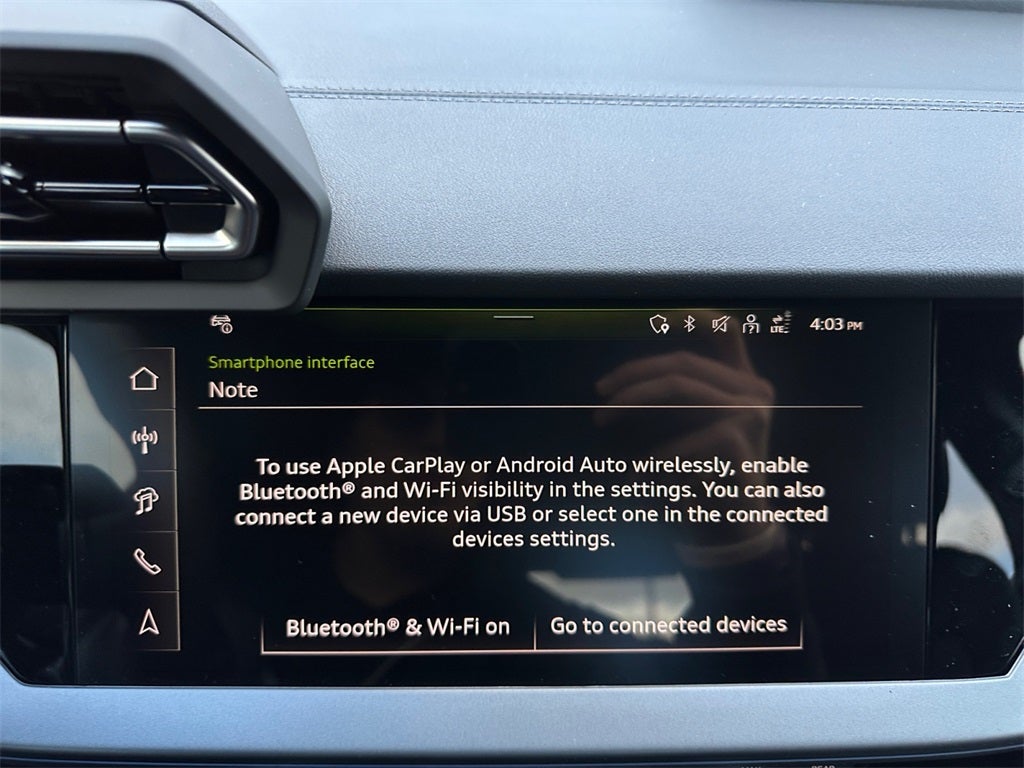 LTE
4:03 PM
Smartphone interface
Note
To use Apple CarPlay or Android Auto wirelessly, enable
Bluetooth® and Wi-Fi visibility in the settings. You can also
connect a new device via USB or select one in the connected
devices settings.
Bluetooth® & Wi-Fi on
Go to connected devices